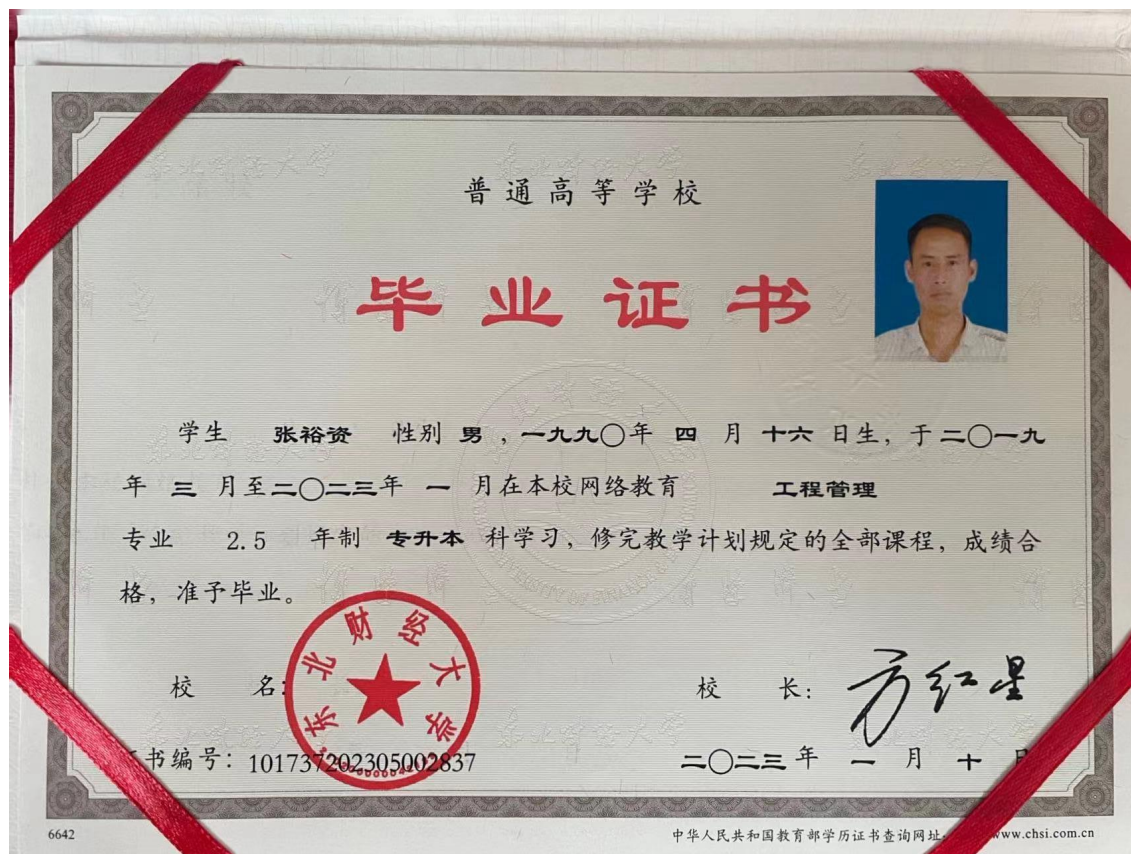 普通高等学校
毕业证书
学生 张裕资 性别 男，一九九〇年 四 月 十六 日生，于二〇一九
年 三 月至二〇二三年 一 月在本校网络教育 工程管理
专业 2.5 年制 专升本 科学习，修完教学计划规定的全部课程，成绩合
格，准予毕业。
东北财经大学
校 名：
校 长：方红星
书编号：101737202305002837
二〇二三年 一 月 十
6642
中华人民共和国教育部学历证书查询网址
www.chsi.com.cn